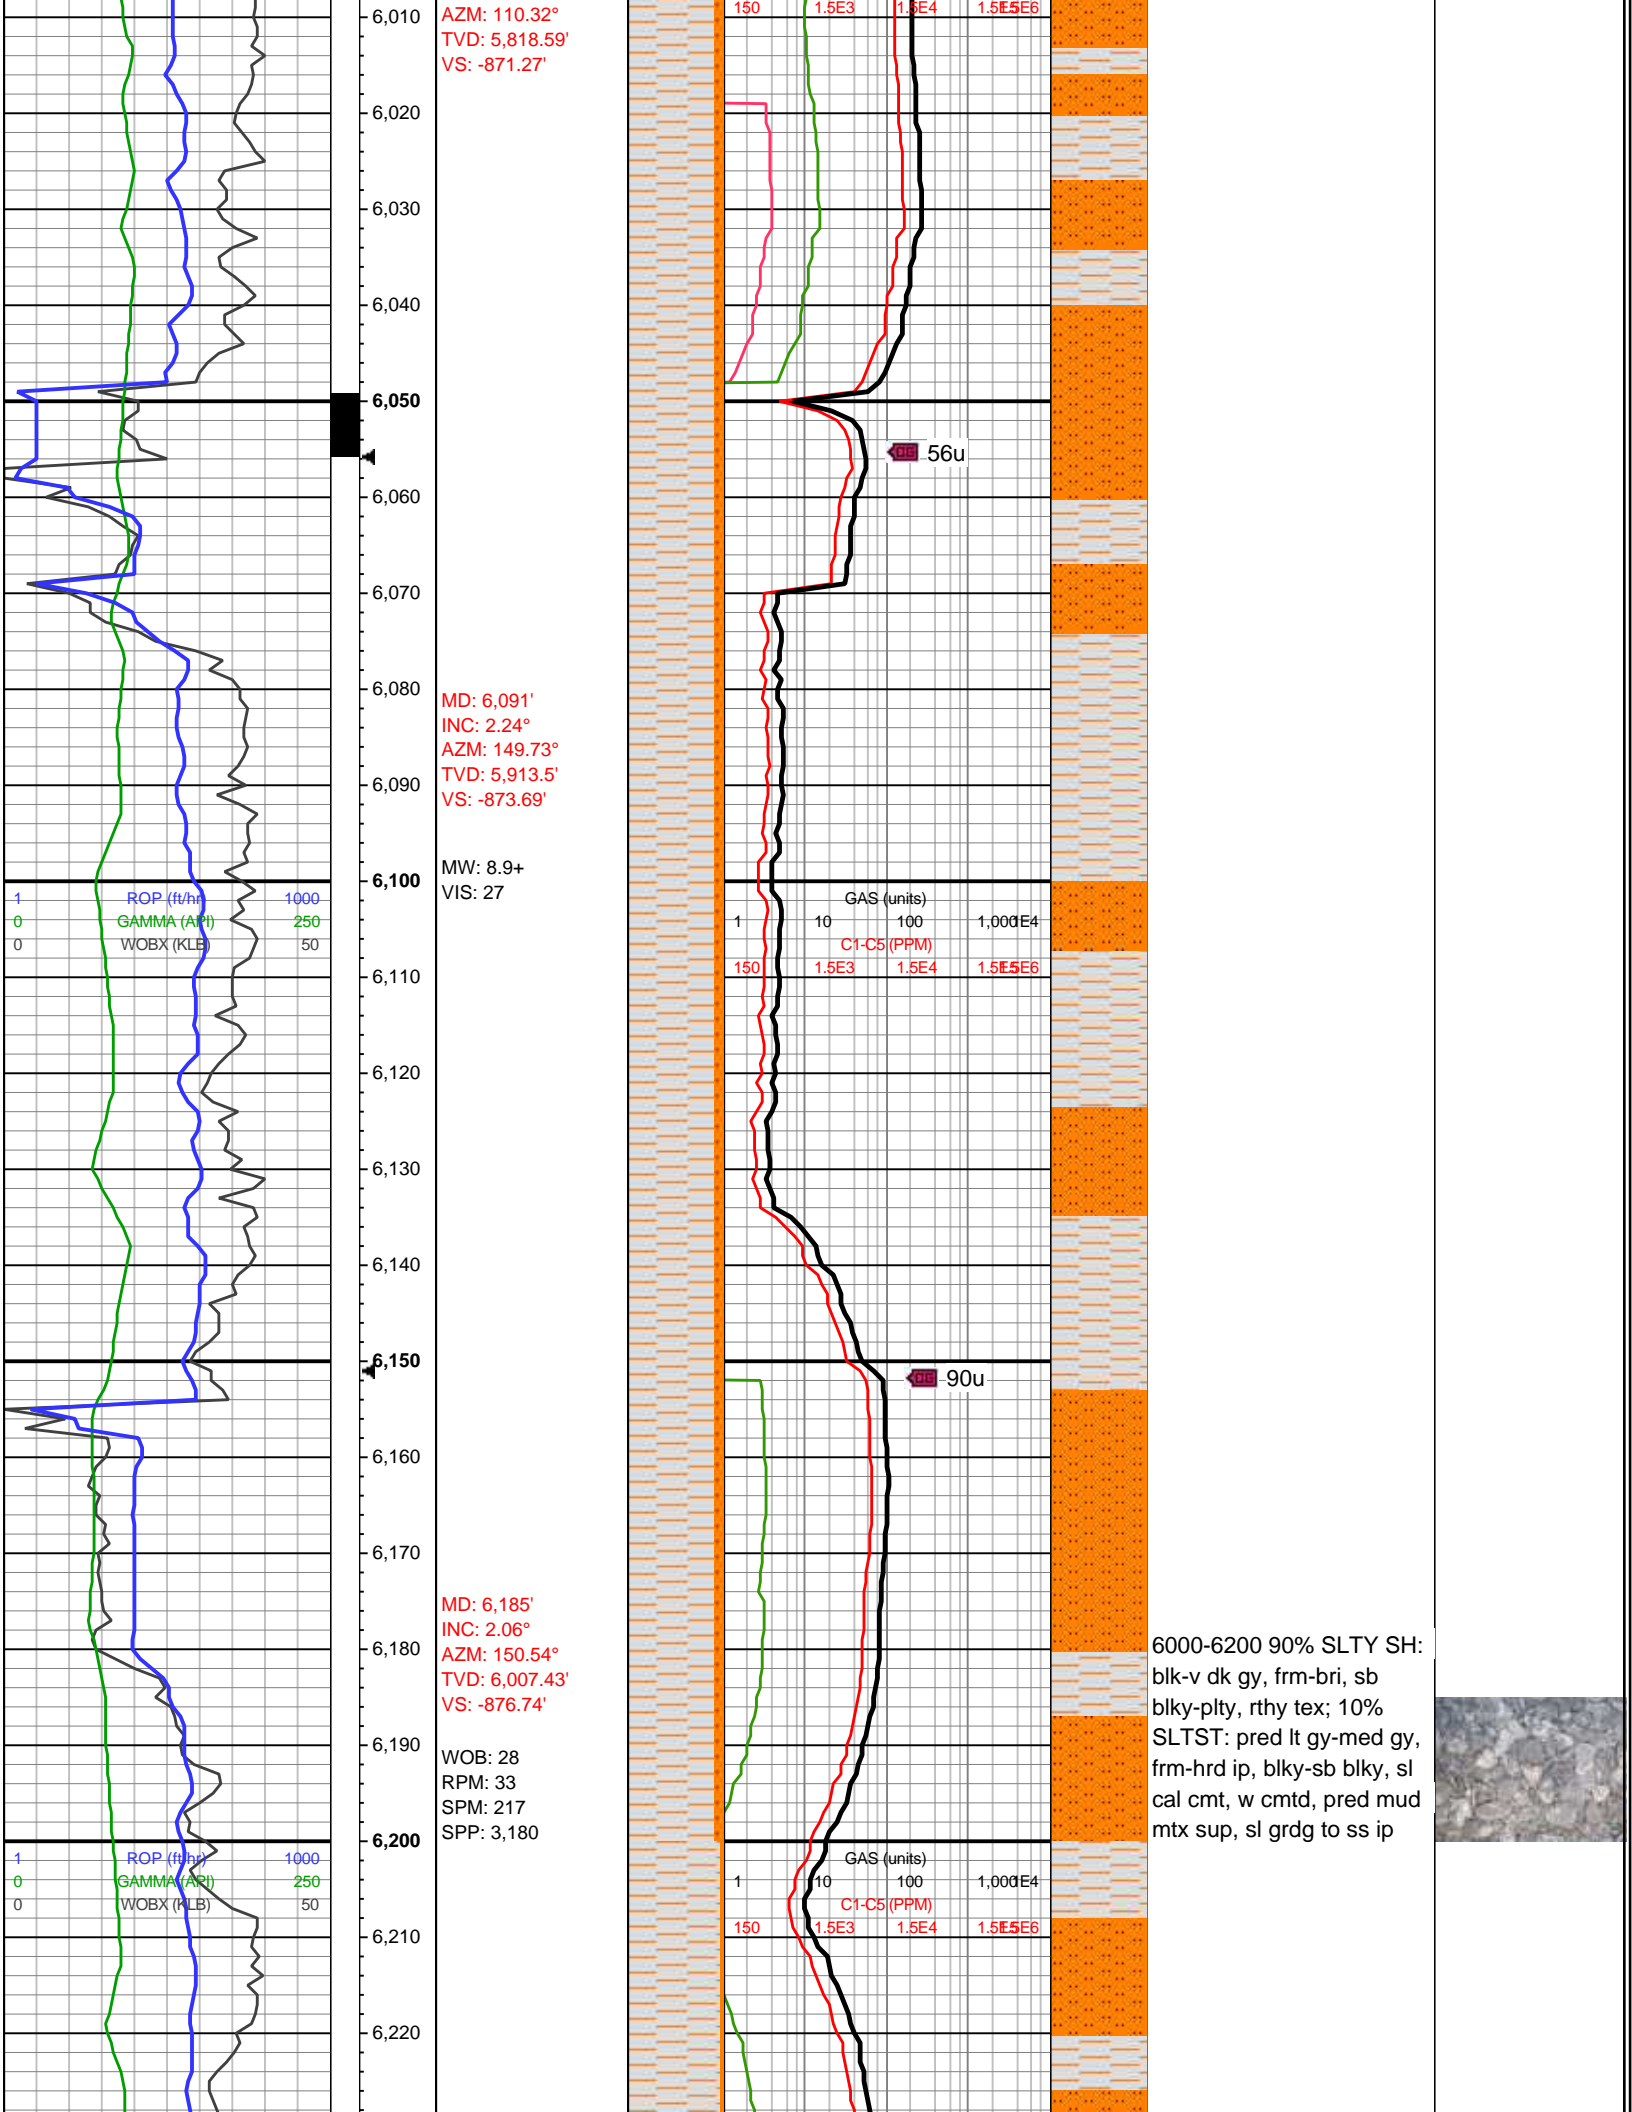 AZM: 110.32°
TVD: 5,818.59'
VS: -871.27'
150 1.5E3 1.5E4 1.5E5 1.5E6
6,010
6,020
6,030
6,040
6,050
56u
6,060
6,070
6,080
MD: 6,091'
INC: 2.24°
AZM: 149.73°
TVD: 5,913.5'
VS: -873.69'
6,090
MW: 8.9+
VIS: 27
6,100
1 ROP (ft/hr) 1000
0 GAMMA (API) 250
0 WOBX (KLB) 50
GAS (units)
1 10 100 1,000 1E4
C1-C5 (PPM)
150 1.5E3 1.5E4 1.5E5 1.5E6
6,110
6,120
6,130
6,140
6,150
90u
6,160
6,170
MD: 6,185'
INC: 2.06°
AZM: 150.54°
TVD: 6,007.43'
VS: -876.74'
6,180
6,190
WOB: 28
RPM: 33
SPM: 217
SPP: 3,180
6000-6200 90% SLTY SH:
blk-v dk gy, frm-bri, sb
blky-plty, rthy tex; 10%
SLTST: pred lt gy-med gy,
frm-hrd ip, blky-sb blky, sl
cal cmt, w cmtd, pred mud
mtx sup, sl grdg to ss ip
6,200
1 ROP (ft/hr) 1000
0 GAMMA (API) 250
0 WOBX (KLB) 50
GAS (units)
1 10 100 1,000 1E4
C1-C5 (PPM)
150 1.5E3 1.5E4 1.5E5 1.5E6
6,210
6,220